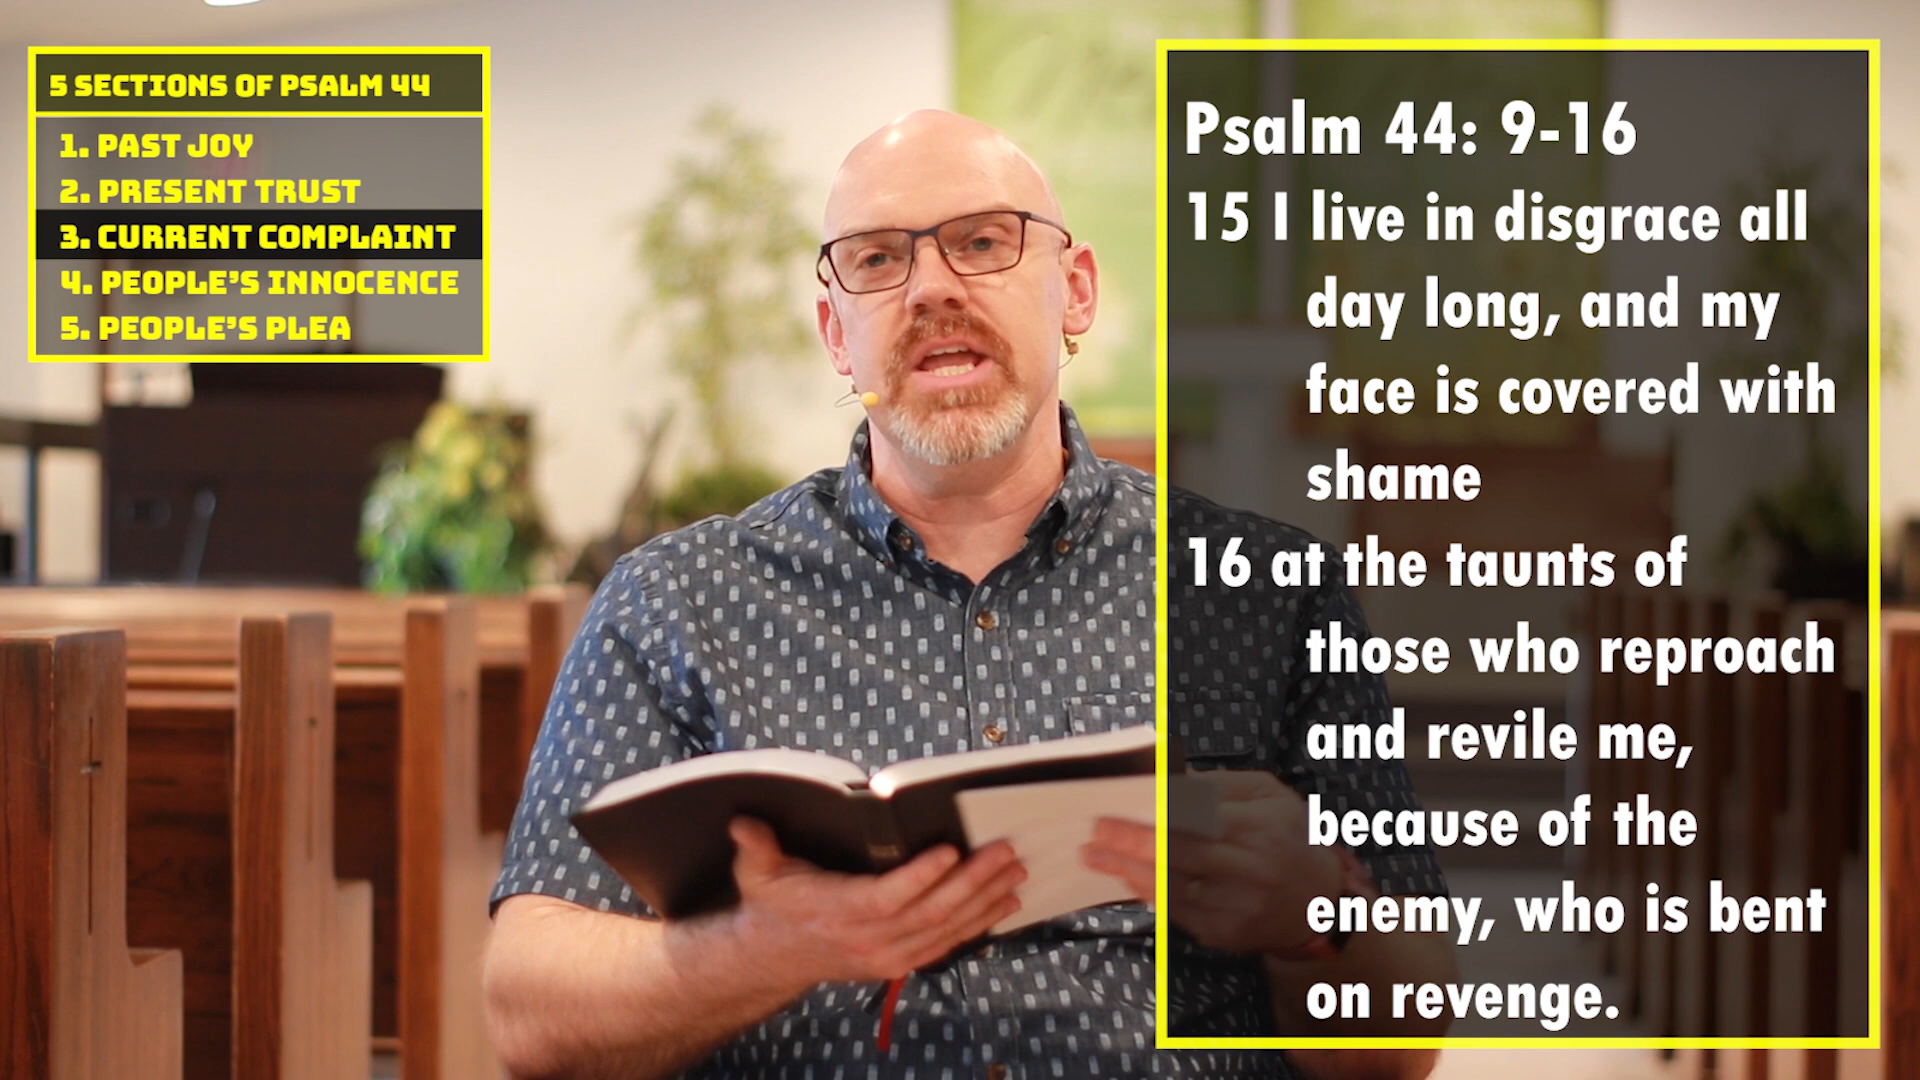 5 SECTIONS OF PSALM 44
1. PAST JOY
2. PRESENT TRUST
3. CURRENT COMPLAINT
4. PEOPLE'S INNOCENCE
5. PEOPLE'S PLEA
Psalm 44: 9-16
15 I live in disgrace all
day long, and my
face is covered with
shame
16 at the taunts of
those who reproach
and revile me,
because of the
enemy, who is bent
on revenge.